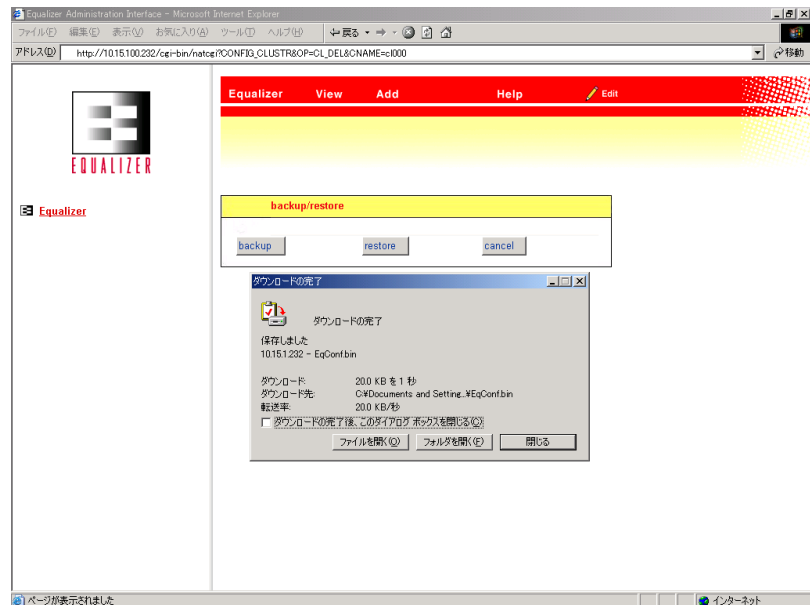 Equalizer Administration Interface - Microsoft Internet Explorer
ファイル(F) 編集(E) 表示(V) お気に入り(A) ツール(T) ヘルプ(H) 戻る
アドレス(D) http://10.15.100.232/cgi-bin/natcgi?CONFIG_CLUSTR&OP=CL_DEL&CNAME=cl000 移動
Equalizer View Add Help Edit
EQUALIZER
Equalizer
backup/restore
backup restore cancel
ダウンロードの完了
ダウンロードの完了
保存しました
10.15.1.232 - EqConf.bin
ダウンロード: 20.0 KB を 1 秒
ダウンロード先: C:¥Documents and Setting...¥EqConf.bin
転送率: 20.0 KB/秒
ダウンロードの完了後、このダイアログ ボックスを閉じる(C)
ファイルを開く(O) フォルダを開く(F) 閉じる
ページが表示されました インターネット